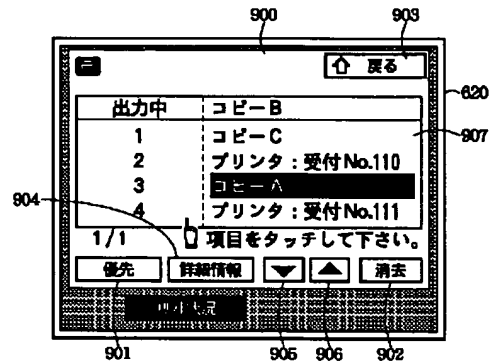 900
903
戻る
620
出力中 コピーB
907
1 コピーC
2 プリンタ:受付No.110
3 コピーA
904
4 プリンタ:受付No.111
1/1 項目をタッチして下さい。
優先 詳細情報 消去
901 905 906 902